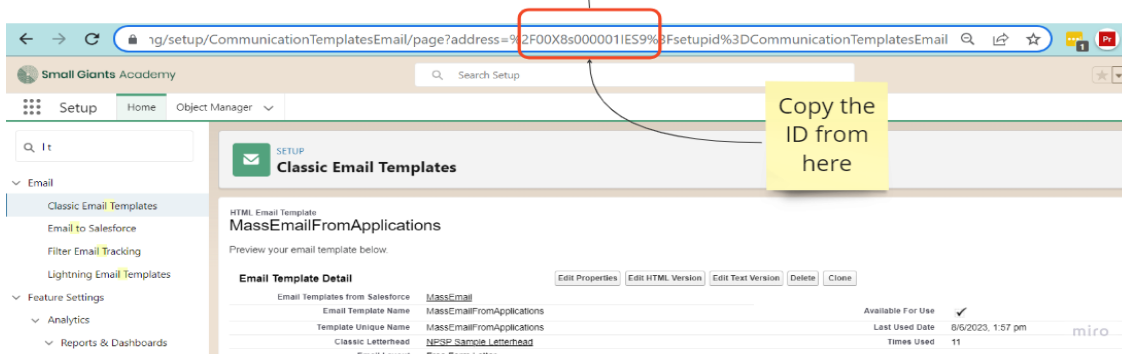 ng/setup/CommunicationTemplatesEmail/page?address=%2F00X8s000001IES9%3Fsetupid%3DCommunicationTemplatesEmail
1
Pr
Small Giants Academy
Search Setup
Setup
Home
Object Manager
Copy the
ID from
here
l t
SETUP
Classic Email Templates
Email
Classic Email Templates
Email to Salesforce
Filter Email Tracking
Lightning Email Templates
Feature Settings
Analytics
Reports & Dashboards
HTML Email Template
MassEmailFromApplications
Preview your email template below.
Email Template Detail
Edit Properties
Edit HTML Version
Edit Text Version
Delete
Clone
Email Templates from Salesforce MassEmail
Email Template Name MassEmailFromApplications
Available For Use
Template Unique Name MassEmailFromApplications
Last Used Date 8/6/2023, 1:57 pm
Classic Letterhead NPSP Sample Letterhead
Times Used 11
miro